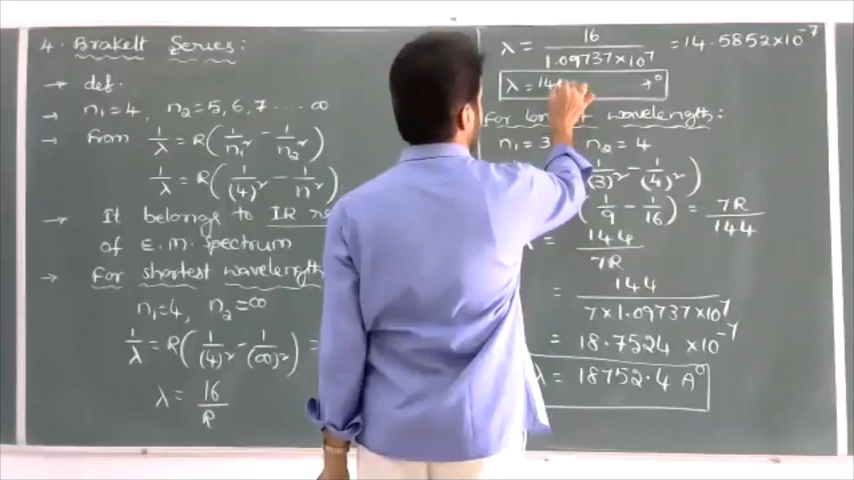 4. Brakelt Series:
→ def.
→ n₁=4, n₂=5,6,7 .... ∞
→ From 1/λ = R(1/n₁² - 1/n₂²)
1/λ = R(1/(4)² - 1/n²)
→ It belongs to IR
of E.M. Spectrum
→ For shortest wavelength
n₁=4, n₂=∞
1/λ = R(1/(4)² - 1/(∞)²) =
λ = 16/R
λ = 16/1.09737×10⁷ = 14.5852×10⁻⁷
λ =
For wavelength:
n₁ = 3 n₂ = 4
1/(3)² - 1/(4)²)
(1/9 - 1/16) = 7R/144
= 144/7R
= 144/7×1.09737×10⁷
= 18.7524 ×10⁻⁷
λ = 18752.4 A⁰